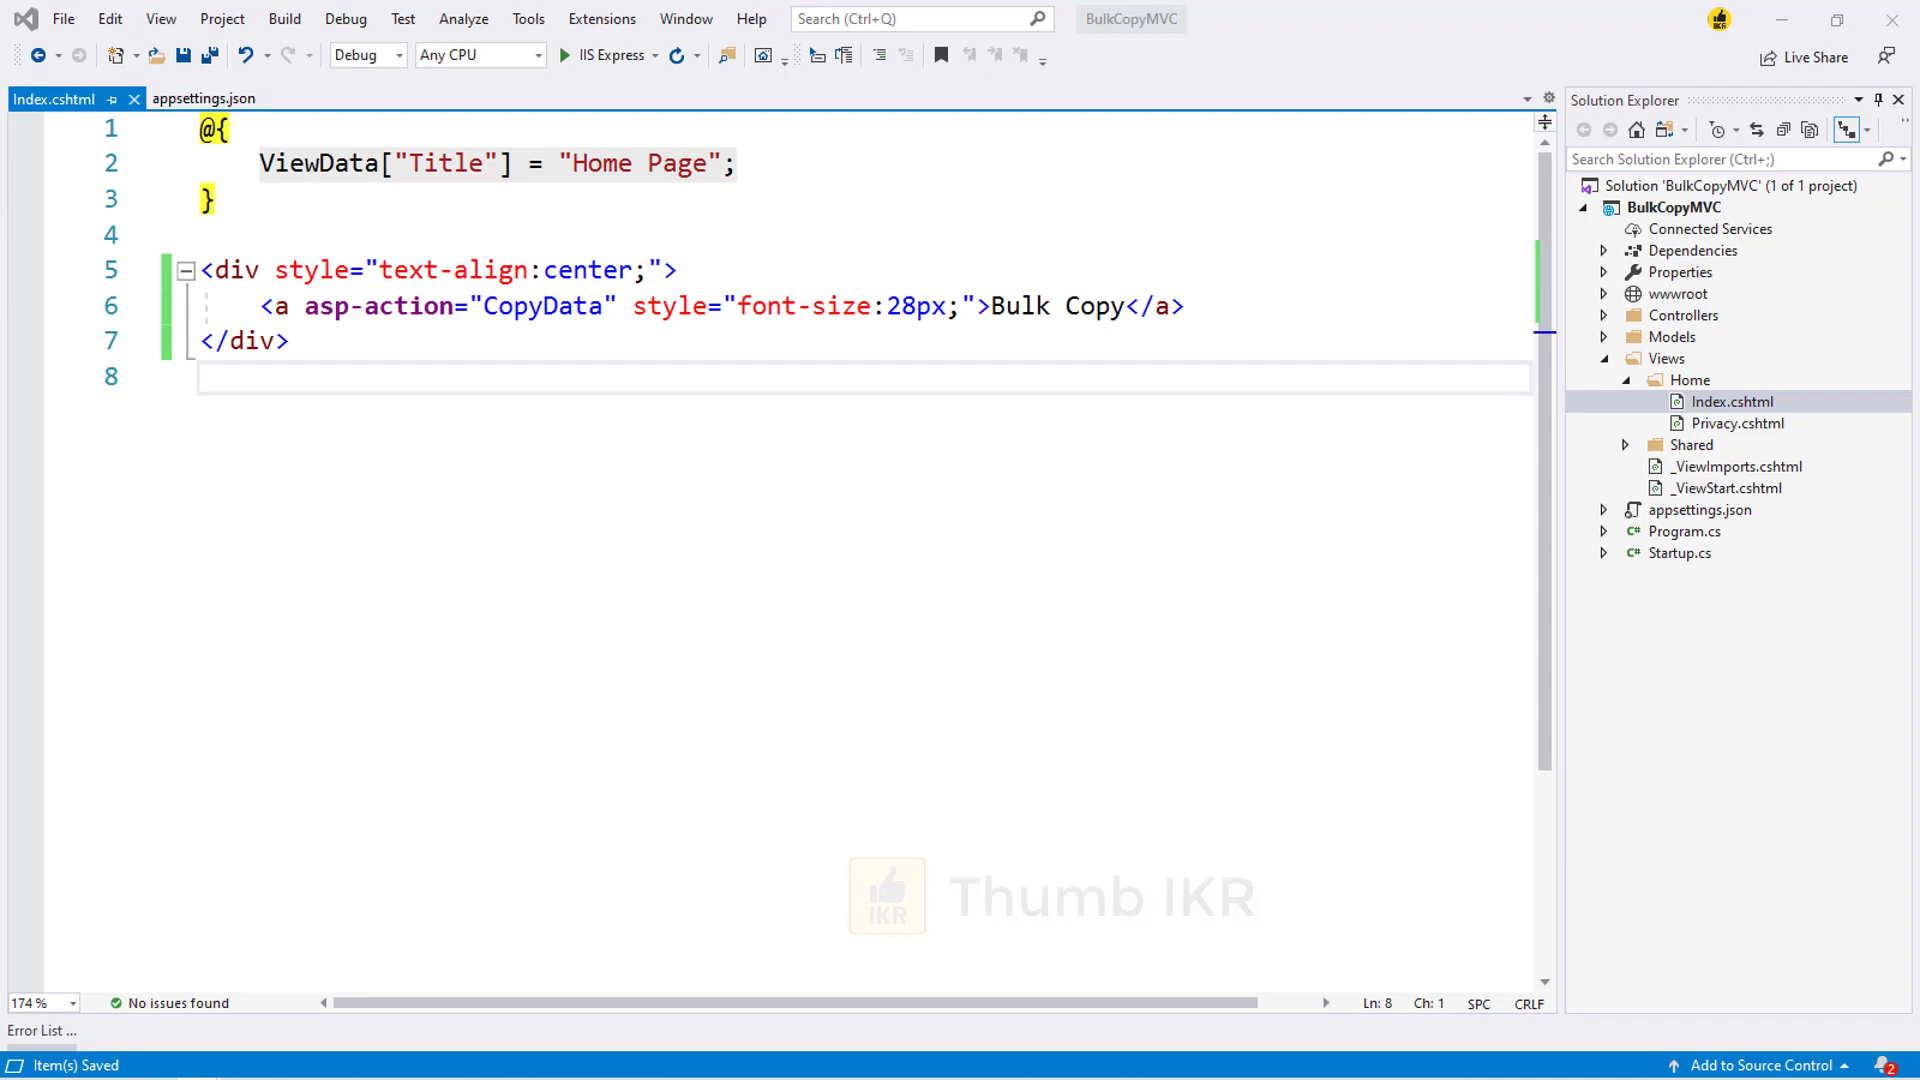 File Edit View Project Build Debug Test Analyze Tools Extensions Window Help Search (Ctrl+Q) BulkCopyMVC IKR
Debug Any CPU IIS Express Live Share
Index.cshtml appsettings.json
1 @{
2 ViewData["Title"] = "Home Page";
3 }
4
5 <div style="text-align:center;">
6 <a asp-action="CopyData" style="font-size:28px;">Bulk Copy</a>
7 </div>
8
Solution Explorer
Search Solution Explorer (Ctrl+;)
Solution 'BulkCopyMVC' (1 of 1 project)
BulkCopyMVC
Connected Services
Dependencies
Properties
wwwroot
Controllers
Models
Views
Home
Index.cshtml
Privacy.cshtml
Shared
_ViewImports.cshtml
_ViewStart.cshtml
appsettings.json
C# Program.cs
C# Startup.cs
IKR Thumb IKR
174 % No issues found Ln: 8 Ch: 1 SPC CRLF
Error List ...
Item(s) Saved Add to Source Control 2